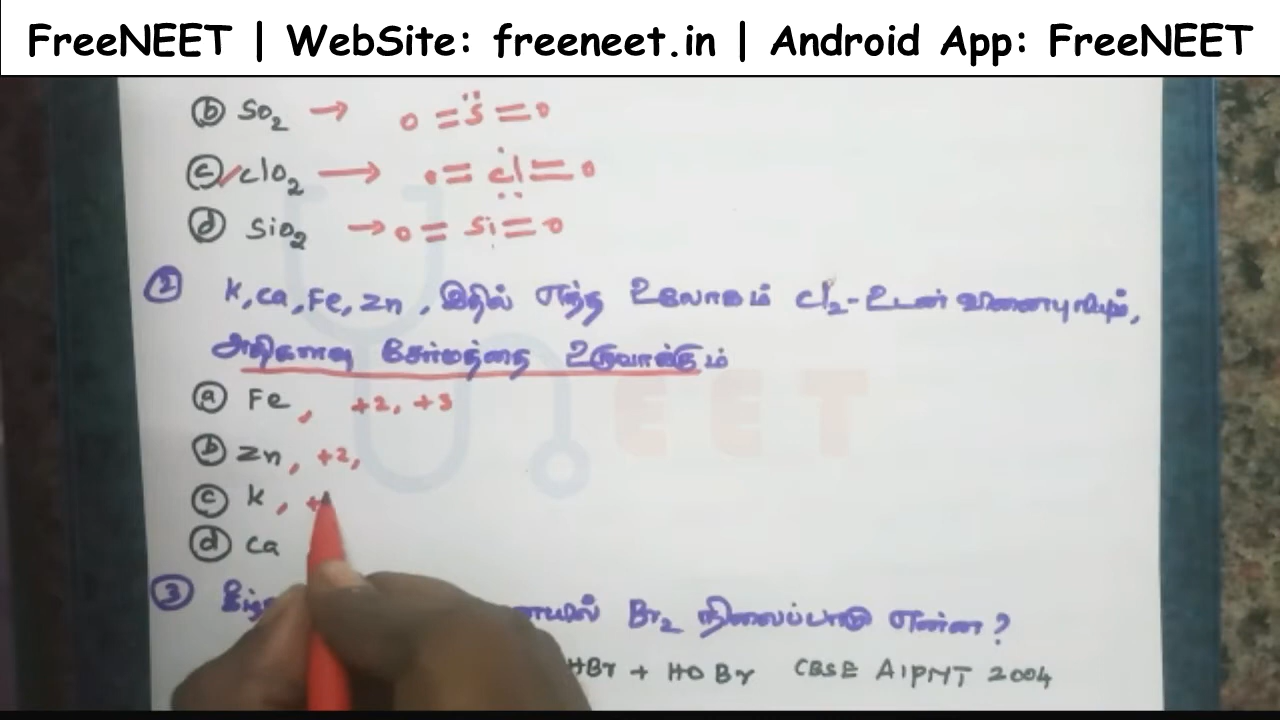 FreeNEET | WebSite: freeneet.in | Android App: FreeNEET
b SO2 → O=S=O
c ClO2 → O=Cl=O
d SiO2 → O=Si=O
2 K, Ca, Fe, Zn, இதில் எந்த உலோகம் Cl2-உடன் வினைபுரியும்,
அதிகளவு சேர்மத்தை உருவாக்கும்
a Fe, +2, +3
b Zn, +2,
c K,
d Ca
EET
3 Br2 நிலைப்பாடு என்ன?
HBr + HOBr CBSE AIPMT 2004